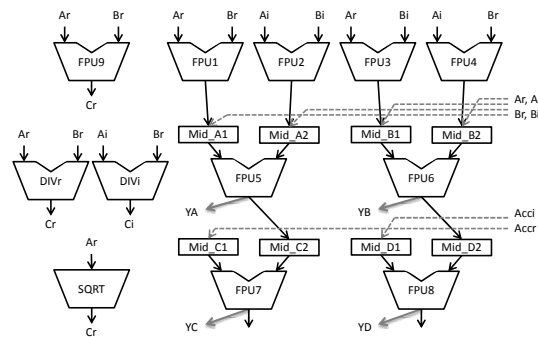 Ar Br Ar Br Ai Bi Ar Bi Ai Br
FPU9 FPU1 FPU2 FPU3 FPU4
Cr
Ar, A
Br, Bi
Mid_A1 Mid_A2 Mid_B1 Mid_B2
Ar Br Ai Br
DIVr DIVi FPU5 FPU6
YA YB
Cr Ci
Acci
Accr
Ar
Mid_C1 Mid_C2 Mid_D1 Mid_D2
SQRT FPU7 FPU8
Cr YC YD